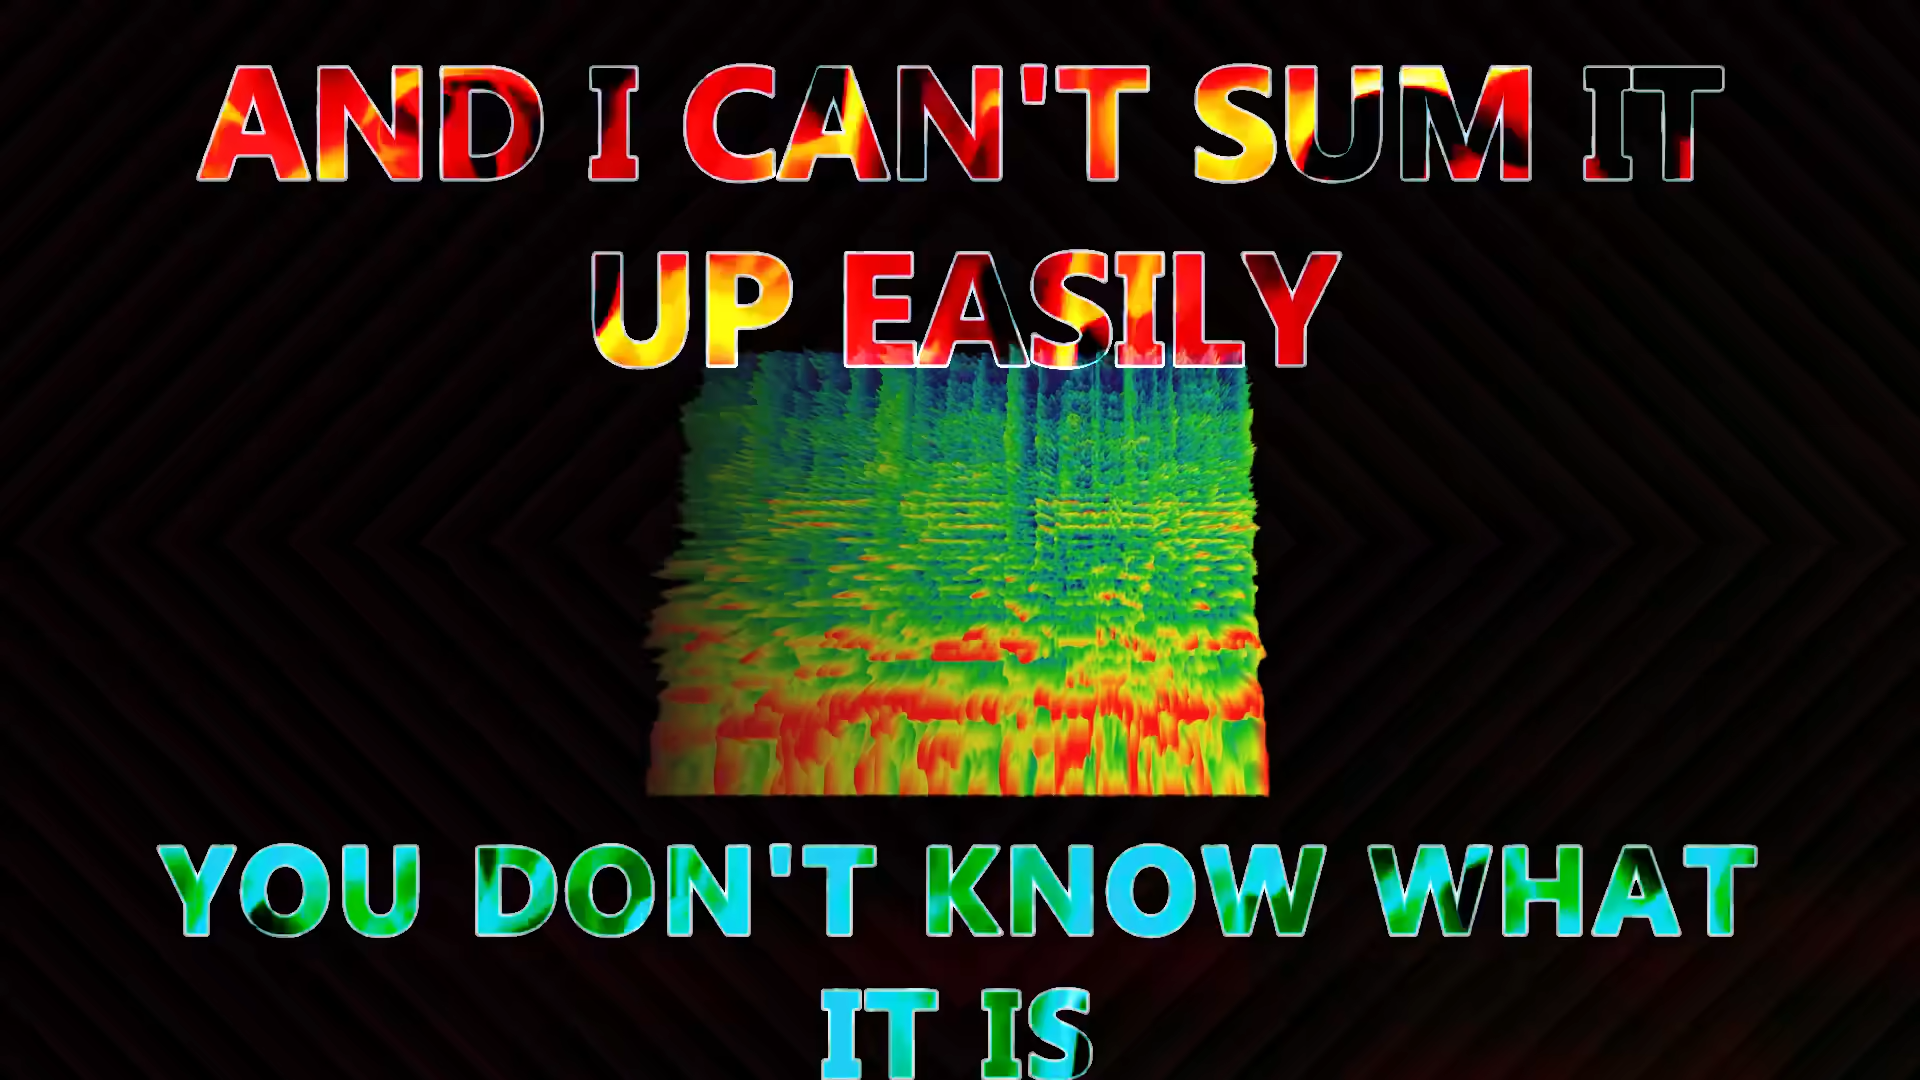 AND I CAN'T SUM IT
UP EASILY
YOU DON'T KNOW WHAT
IT IS